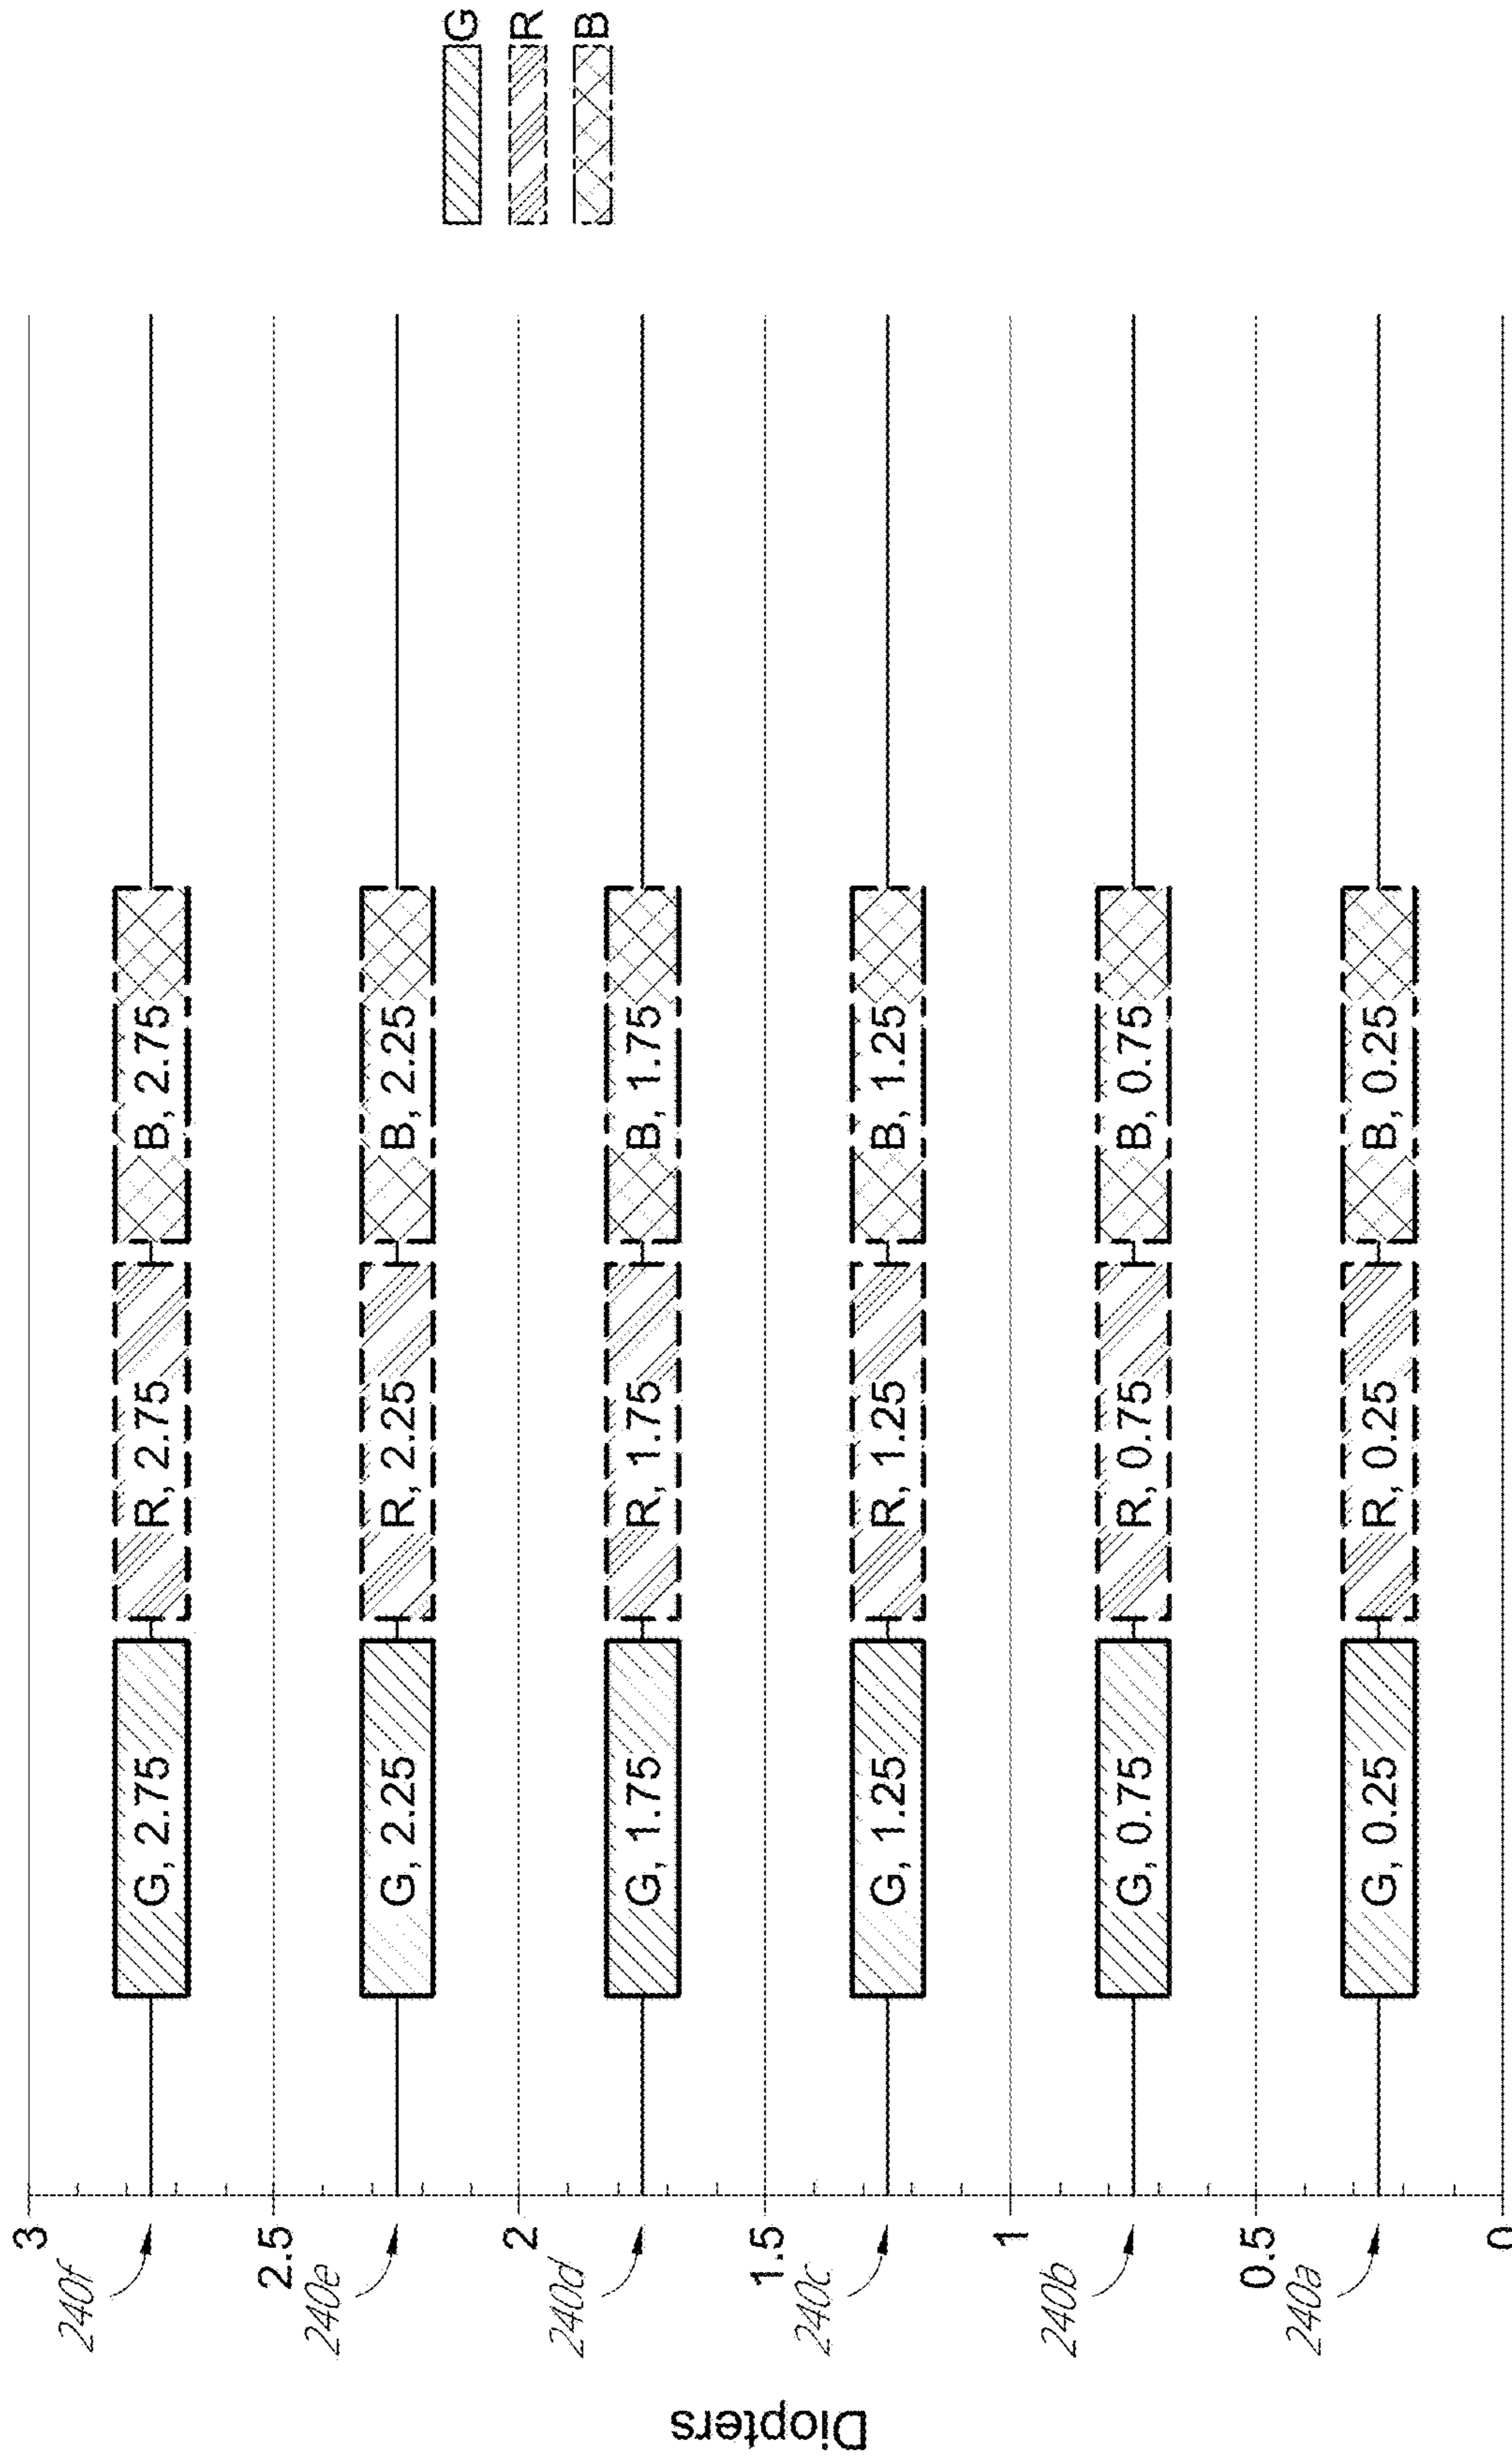 Diopters
3
240f
G, 2.75 R, 2.75 B, 2.75
2.5
240e
G, 2.25 R, 2.25 B, 2.25
2
240d
G, 1.75 R, 1.75 B, 1.75
1.5
240c
G, 1.25 R, 1.25 B, 1.25
1
240b
G, 0.75 R, 0.75 B, 0.75
0.5
240a
G, 0.25 R, 0.25 B, 0.25
0
G
R
B